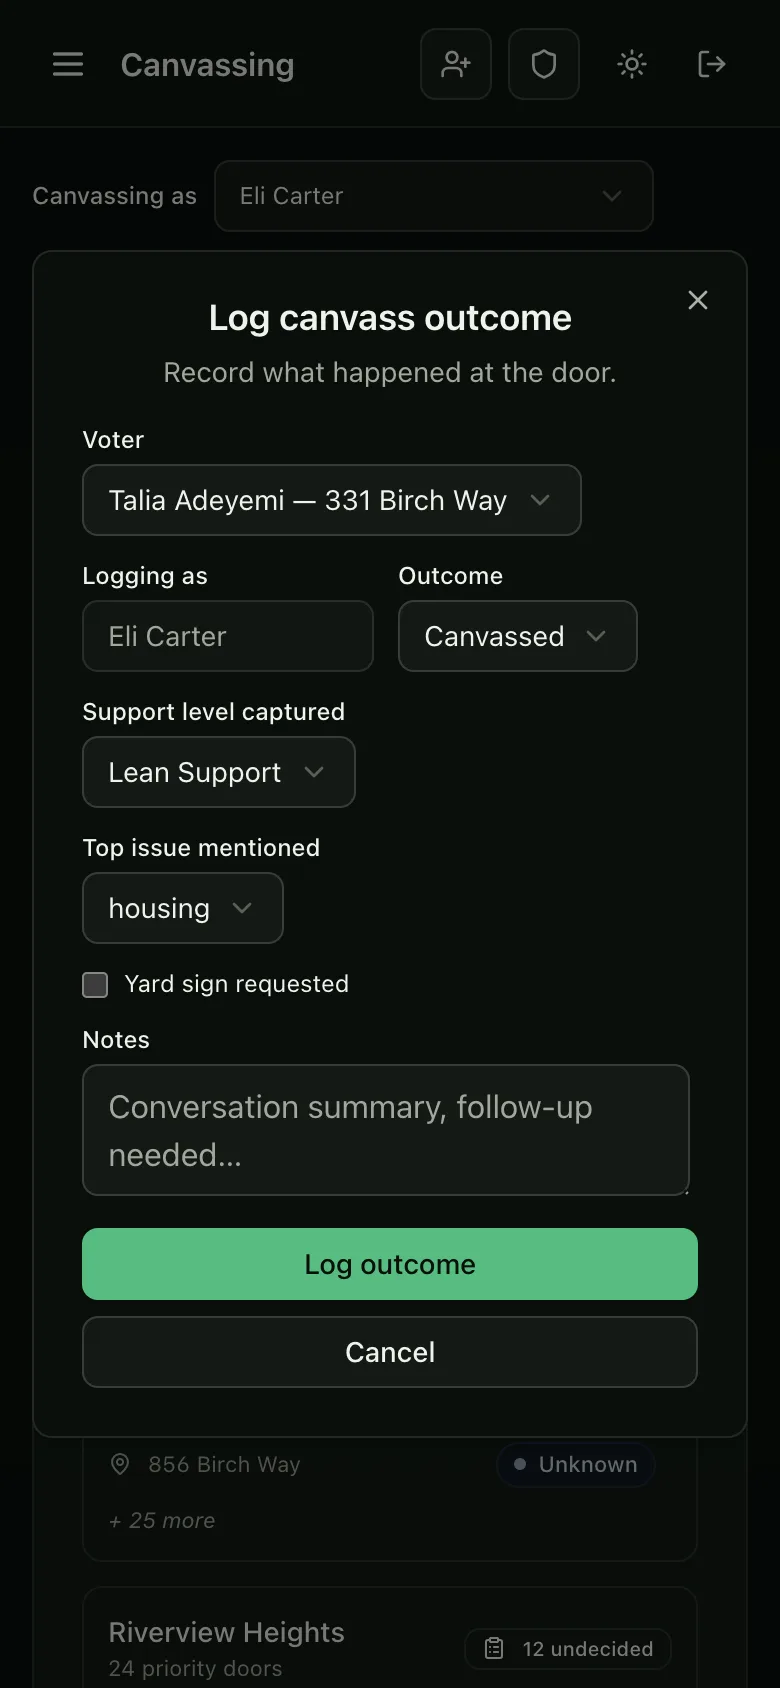 Canvassing
Canvassing as
Eli Carter
Log canvass outcome
Record what happened at the door.
Voter
Talia Adeyemi — 331 Birch Way
Logging as
Outcome
Eli Carter
Canvassed
Support level captured
Lean Support
Top issue mentioned
housing
Yard sign requested
Notes
Conversation summary, follow-up
needed...
Log outcome
Cancel
856 Birch Way
Unknown
+ 25 more
Riverview Heights
12 undecided
24 priority doors